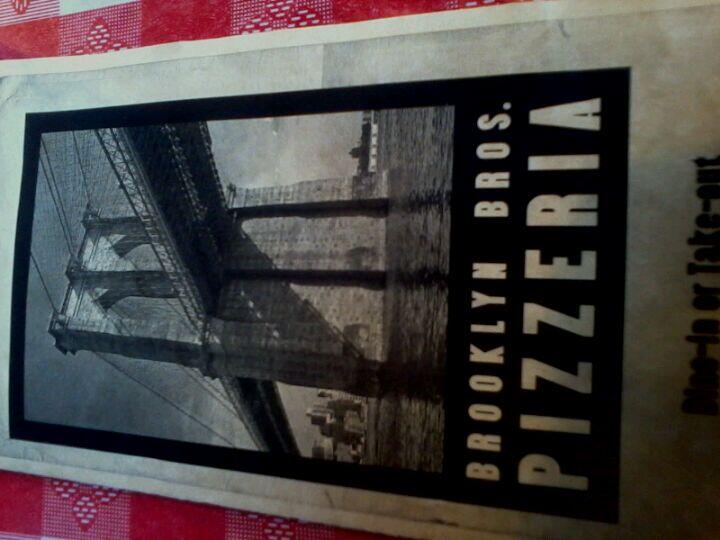 BROOKLYN BROS.
PIZZERIA
Dine-in or Take-out